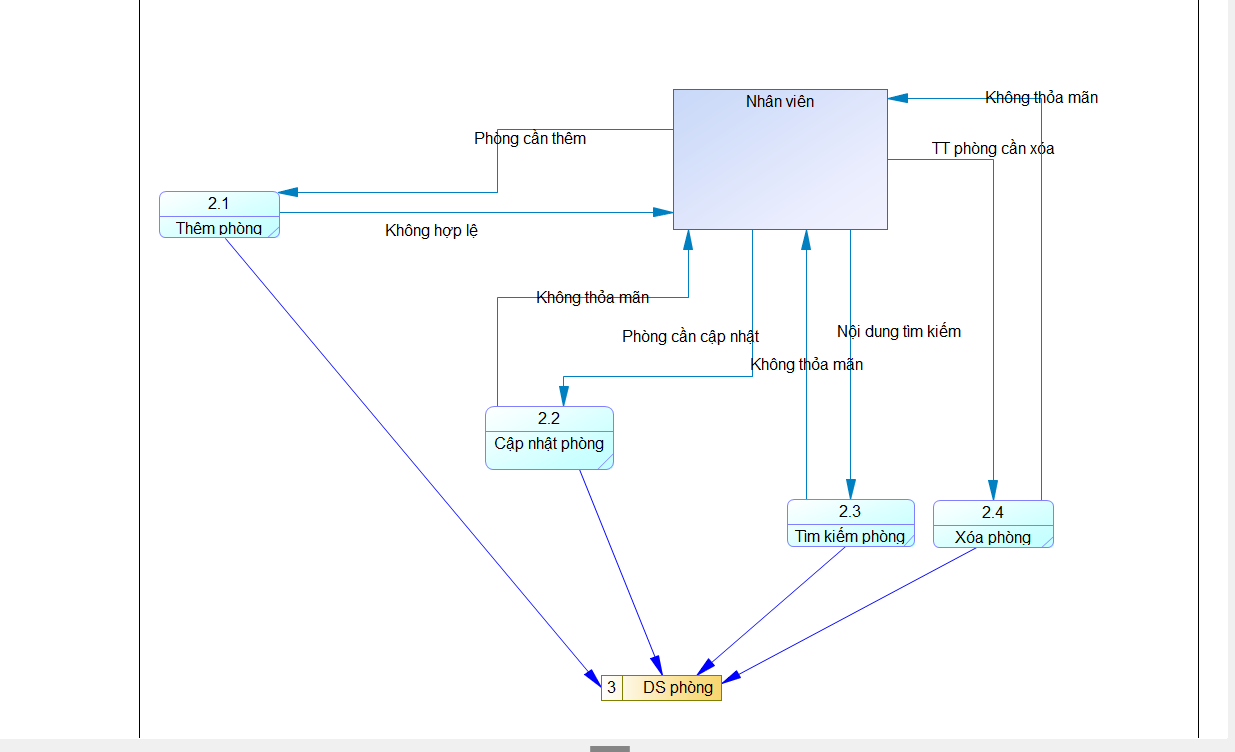 Nhân viên
Không thỏa mãn
Phòng cần thêm
TT phòng cần xóa
2.1
Thêm phòng
Không hợp lệ
Không thỏa mãn
Phòng cần cập nhật
Nội dung tìm kiếm
Không thỏa mãn
2.2
Cập nhật phòng
2.3
Tìm kiếm phòng
2.4
Xóa phòng
3
DS phòng